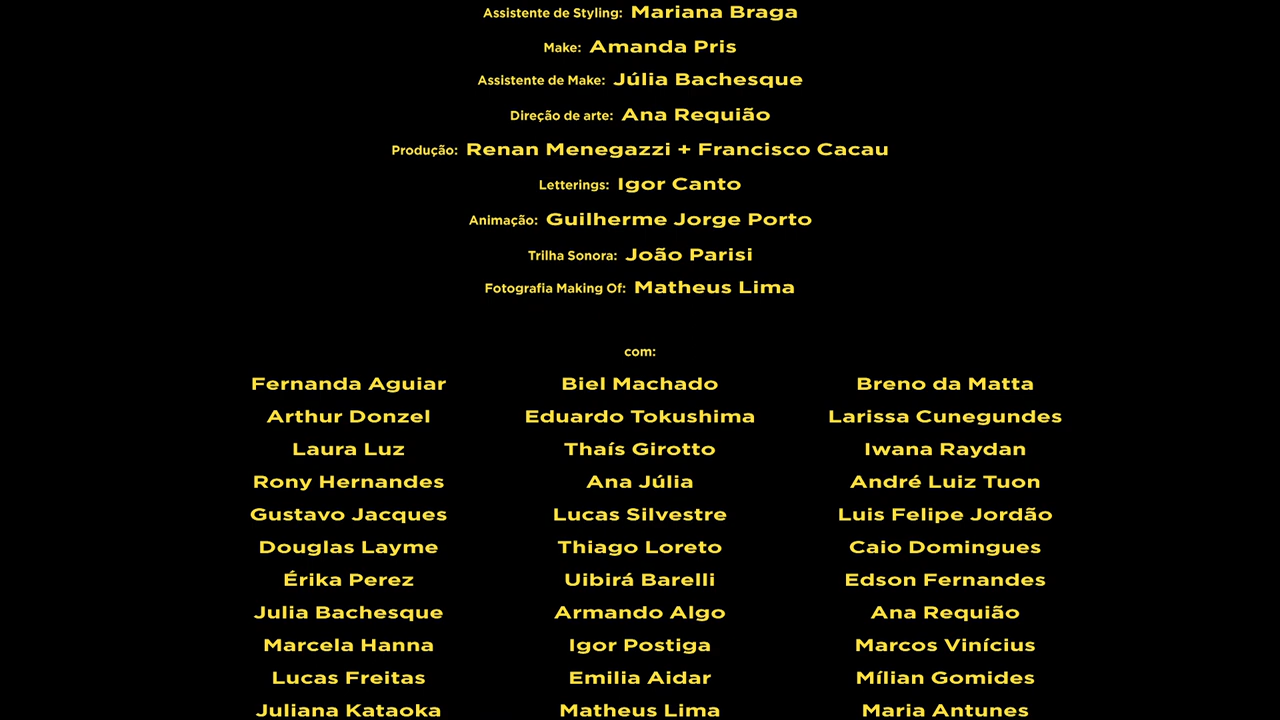 Assistente de Styling: Mariana Braga
Make: Amanda Pris
Assistente de Make: Júlia Bachesque
Direção de arte: Ana Requião
Produção: Renan Menegazzi + Francisco Cacau
Letterings: Igor Canto
Animação: Guilherme Jorge Porto
Trilha Sonora: João Parisi
Fotografia Making Of: Matheus Lima
com:
Fernanda Aguiar Biel Machado Breno da Matta
Arthur Donzel Eduardo Tokushima Larissa Cunegundes
Laura Luz Thaís Girotto Iwana Raydan
Rony Hernandes Ana Júlia André Luiz Tuon
Gustavo Jacques Lucas Silvestre Luis Felipe Jordão
Douglas Layme Thiago Loreto Caio Domingues
Érika Perez Uibirá Barelli Edson Fernandes
Julia Bachesque Armando Algo Ana Requião
Marcela Hanna Igor Postiga Marcos Vinícius
Lucas Freitas Emilia Aidar Mílian Gomides
Juliana Kataoka Matheus Lima Maria Antunes